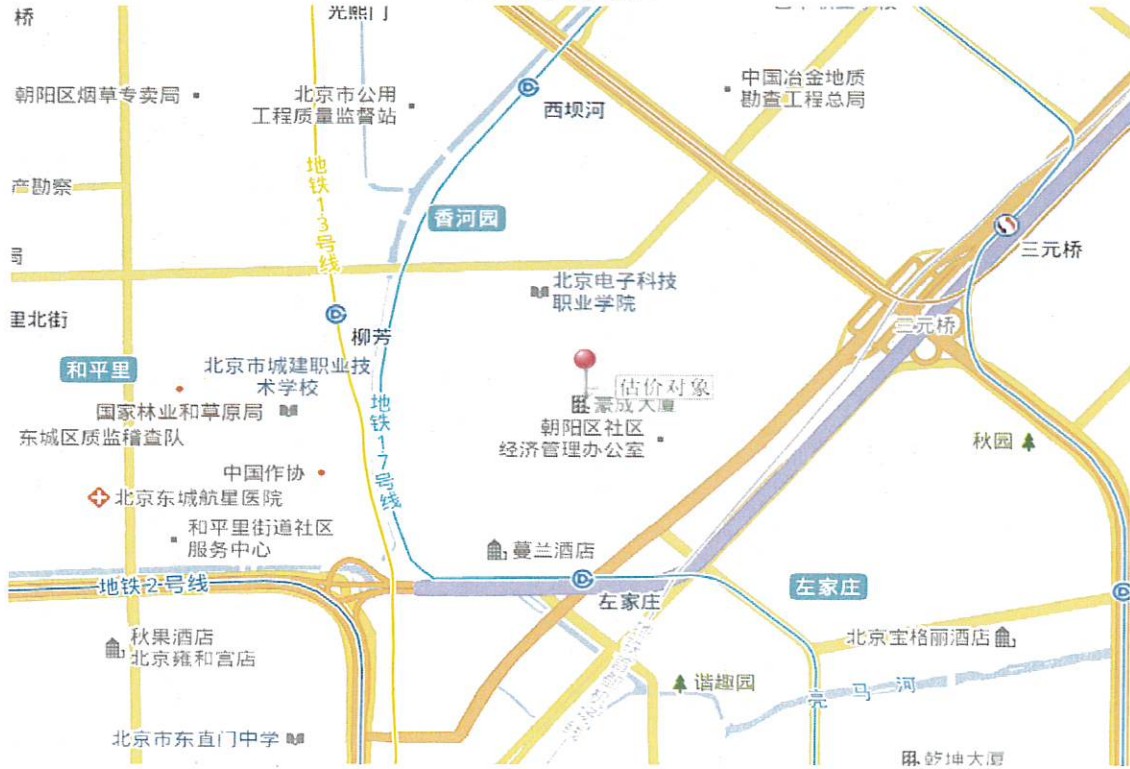 桥
光熙门
朝阳区烟草专卖局
北京市公用
工程质量监督站
西坝河
中国冶金地质
勘查工程总局
产勘察
地铁13号线
香河园
三元桥
局
北京电子科技
职业学院
里北街
柳芳
三元桥
和平里
北京市城建职业技
术学校
估价对象
国家林业和草原局
豪成大厦
东城区质监稽查队
朝阳区社区
经济管理办公室
地铁17号线
秋园
中国作协
北京东城航星医院
和平里街道社区
服务中心
蔓兰酒店
地铁2号线
左家庄
左家庄
秋果酒店
北京雍和宫店
北京宝格丽酒店
谐趣园
亮马河
北京市东直门中学
乾坤大厦